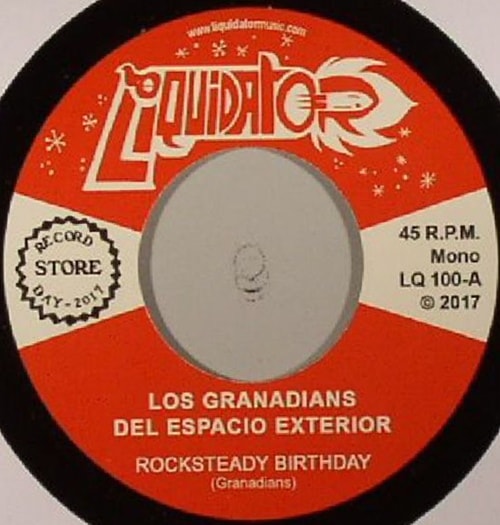 www.liquidatormusic.com
LIQUIDATOR
RECORD
STORE
DAY - 2017
45 R.P.M.
Mono
LQ 100-A
© 2017
LOS GRANADIANS
DEL ESPACIO EXTERIOR
ROCKSTEADY BIRTHDAY
(Granadians)